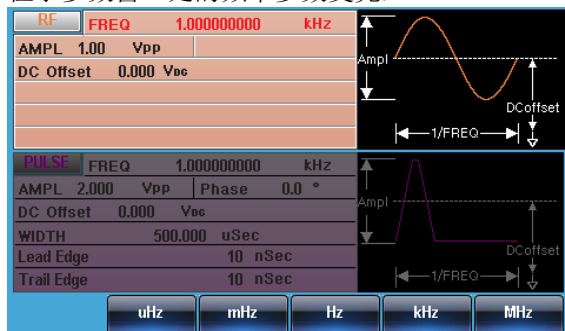 RF FREQ 1.000000000 kHz
AMPL 1.00 Vpp
DC Offset 0.000 VDC
Ampl
DCoffset
1/FREQ
PULSE FREQ 1.000000000 kHz
AMPL 2.000 Vpp Phase 0.0 °
DC Offset 0.000 VDC
WIDTH 500.000 uSec
Lead Edge 10 nSec
Trail Edge 10 nSec
Ampl
DCoffset
1/FREQ
uHz mHz Hz kHz MHz